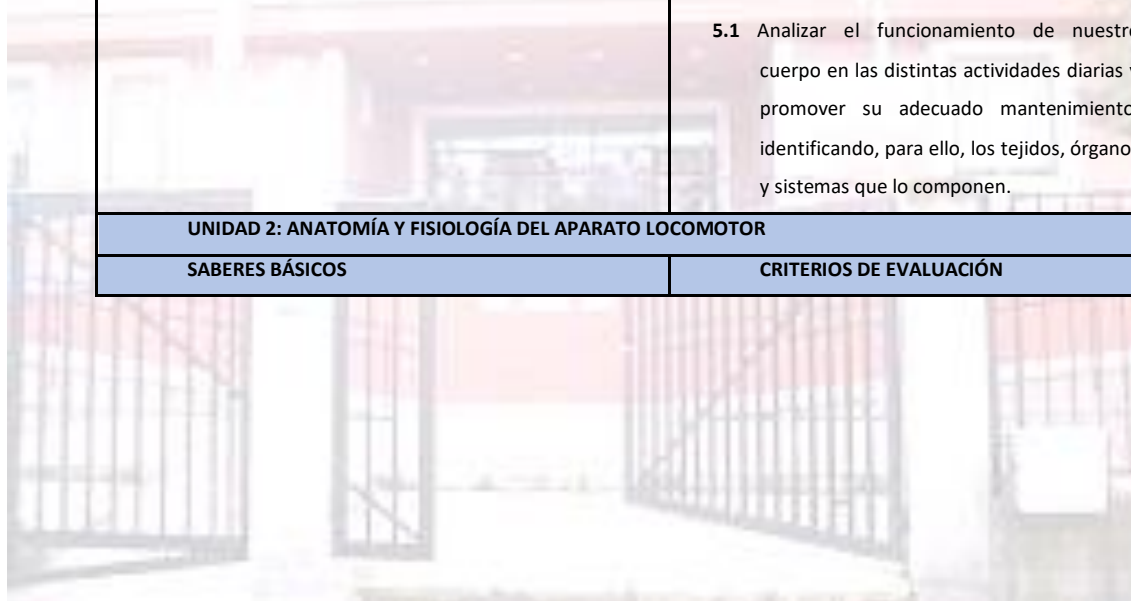 5.1 Analizar el funcionamiento de nuestro
cuerpo en las distintas actividades diarias y
promover su adecuado mantenimiento
identificando, para ello, los tejidos, órgano
y sistemas que lo componen.
UNIDAD 2: ANATOMÍA Y FISIOLOGÍA DEL APARATO LOCOMOTOR
SABERES BÁSICOS
CRITERIOS DE EVALUACIÓN